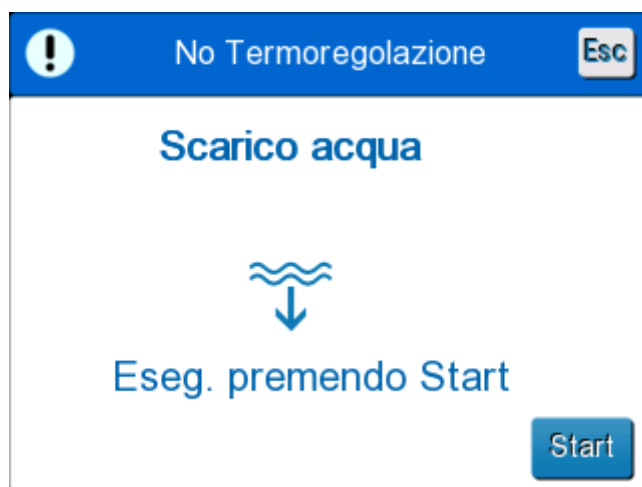 No Termoregolazione
Esc
Scarico acqua
Eseg. premendo Start
Start